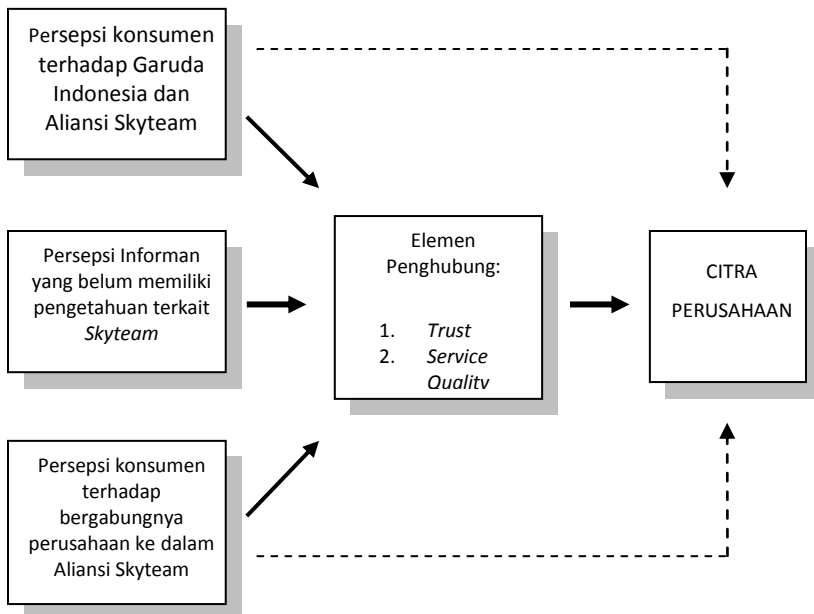 Persepsi konsumen
terhadap Garuda
Indonesia dan
Aliansi Skyteam
Persepsi Informan
yang belum memiliki
pengetahuan terkait
Skyteam
Persepsi konsumen
terhadap
bergabungnya
perusahaan ke dalam
Aliansi Skyteam
Elemen
Penghubung:
1. Trust
2. Service
Quality
CITRA
PERUSAHAAN